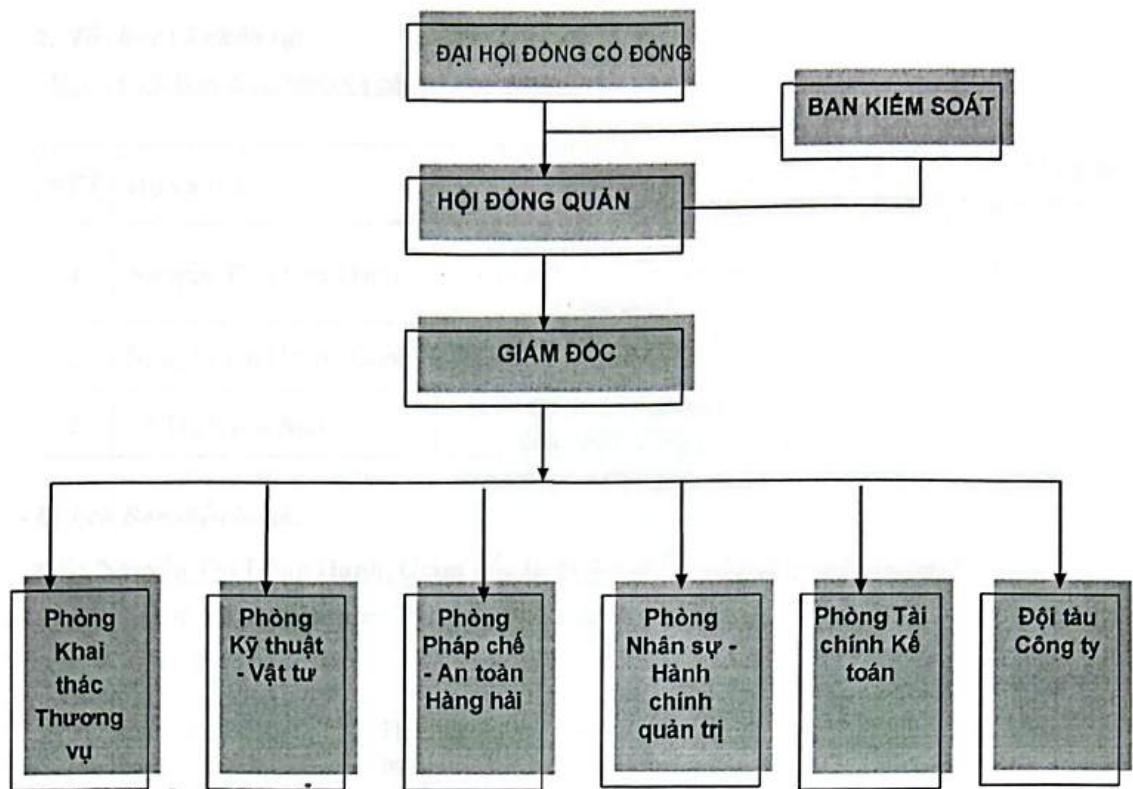 ĐẠI HỘI ĐỒNG CỔ ĐÔNG
BAN KIỂM SOÁT
HỘI ĐỒNG QUẢN
GIÁM ĐỐC
Phòng
Khai
thác
Thương
vụ
Phòng
Kỹ thuật
- Vật tư
Phòng
Pháp chế
- An toàn
Hàng hải
Phòng
Nhân sự -
Hành
chính
quản trị
Phòng Tài
chính Kế
toán
Đội tàu
Công ty